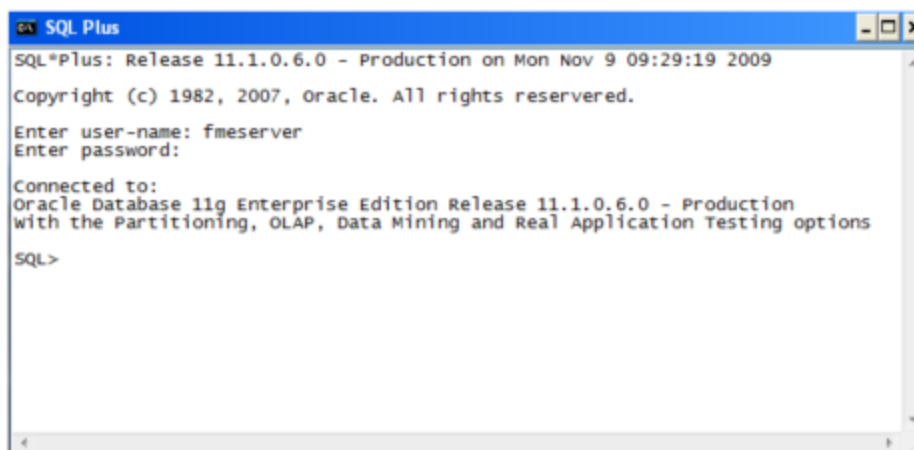 SQL Plus
SQL*Plus: Release 11.1.0.6.0 - Production on Mon Nov 9 09:29:19 2009
Copyright (c) 1982, 2007, Oracle. All rights reservered.
Enter user-name: fmeserver
Enter password:
Connected to:
Oracle Database 11g Enterprise Edition Release 11.1.0.6.0 - Production
With the Partitioning, OLAP, Data Mining and Real Application Testing options
SQL>